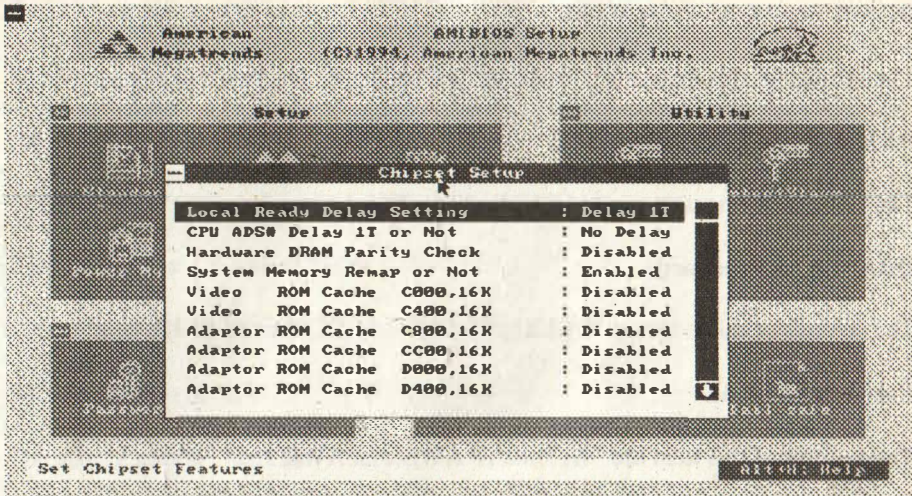 American
Megatrends
AMIBIOS Setup
(C)1994, American Megatrends Inc.
Setup
Utility
Chipset Setup
Local Ready Delay Setting : Delay 1T
CPU ADS# Delay 1T or Not : No Delay
Hardware DRAM Parity Check : Disabled
System Memory Remap or Not : Enabled
Video ROM Cache C000,16K : Disabled
Video ROM Cache C400,16K : Disabled
Adaptor ROM Cache C800,16K : Disabled
Adaptor ROM Cache CC00,16K : Disabled
Adaptor ROM Cache D000,16K : Disabled
Adaptor ROM Cache D400,16K : Disabled
Set Chipset Features
Alt+H: Help